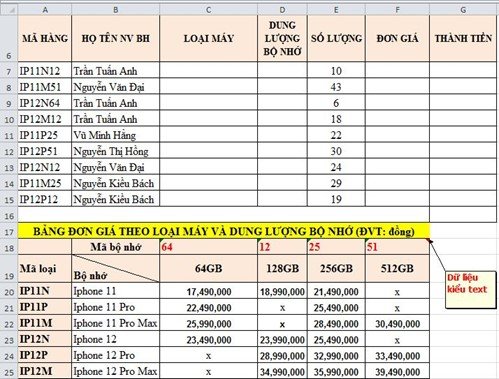 A B C D E F G
6 MÃ HÀNG HỌ TÊN NV BH LOẠI MÁY DUNG LƯỢNG BỘ NHỚ SỐ LƯỢNG ĐƠN GIÁ THÀNH TIỀN
7 IP11N12 Trần Tuấn Anh 10
8 IP11M51 Nguyễn Văn Đại 43
9 IP12N64 Trần Tuấn Anh 6
10 IP12M12 Trần Tuấn Anh 18
11 IP11P25 Vũ Minh Hằng 22
12 IP12P51 Nguyễn Thị Hồng 30
13 IP12N12 Nguyễn Văn Đại 24
14 IP11M25 Nguyễn Kiều Bách 29
15 IP12P12 Nguyễn Kiều Bách 19
16
17 BẢNG ĐƠN GIÁ THEO LOẠI MÁY VÀ DUNG LƯỢNG BỘ NHỚ (ĐVT: đồng)
18 Mã bộ nhớ 64 12 25 51
19 Mã loại Bộ nhớ 64GB 128GB 256GB 512GB
Dữ liệu
kiểu text
20 IP11N Iphone 11 17,490,000 18,990,000 21,490,000 x
21 IP11P Iphone 11 Pro 22,490,000 x 25,490,000 x
22 IP11M Iphone 11 Pro Max 25,990,000 x 28,490,000 30,490,000
23 IP12N Iphone 12 23,490,000 23,990,000 25,490,000 x
24 IP12P Iphone 12 Pro x 28,990,000 32,990,000 33,490,000
25 IP12M Iphone 12 Pro Max x 34,990,000 35,990,000 39,490,000